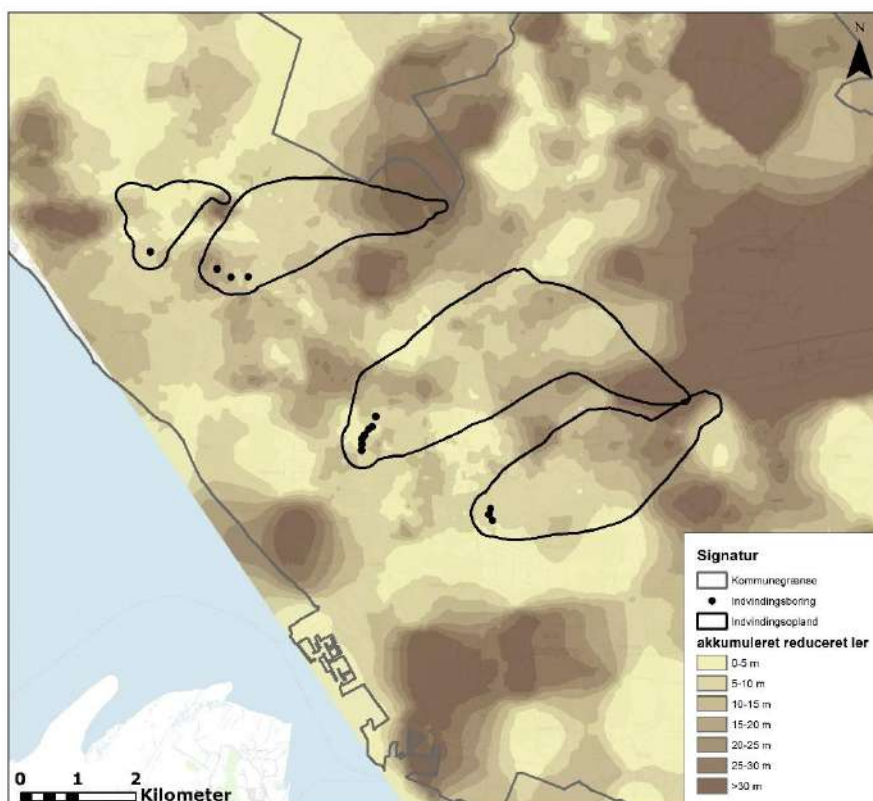 N
Signatur
Kommunegrænse
Indvindingsboring
Indvindingsopland
akkumuleret reduceret ler
0-5 m
5-10 m
10-15 m
15-20 m
20-25 m
25-30 m
>30 m
0 1 2
Kilometer